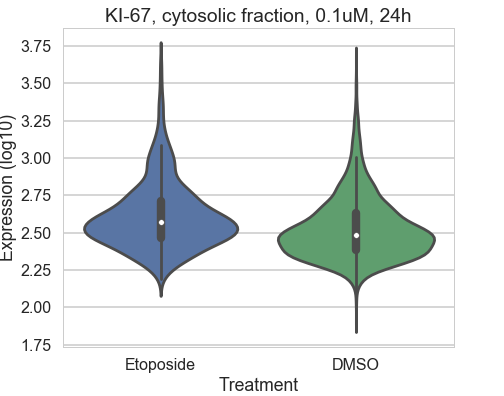 KI-67, cytosolic fraction, 0.1uM, 24h
Expression (log10)
3.75
3.50
3.25
3.00
2.75
2.50
2.25
2.00
1.75
Etoposide
DMSO
Treatment